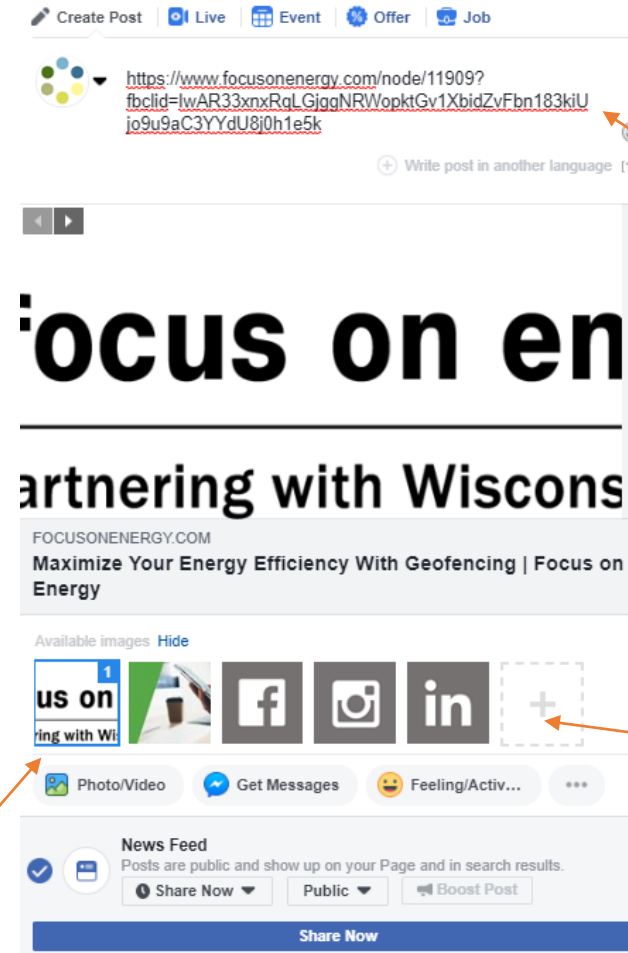 Create Post Live Event Offer Job
https://www.focusonenergy.com/node/11909?
fbclid=IwAR33xnxRqLGjggNRWopktGv1XbidZvFbn183kiU
jo9u9aC3YYdU8j0h1e5k
Write post in another language
focus on en
artnering with Wiscons
FOCUSONENERGY.COM
Maximize Your Energy Efficiency With Geofencing | Focus on
Energy
Available images Hide
1
us on
ring with Wi
in
Photo/Video Get Messages Feeling/Activ... ...
News Feed
Posts are public and show up on your Page and in search results.
Share Now Public Boost Post
Share Now